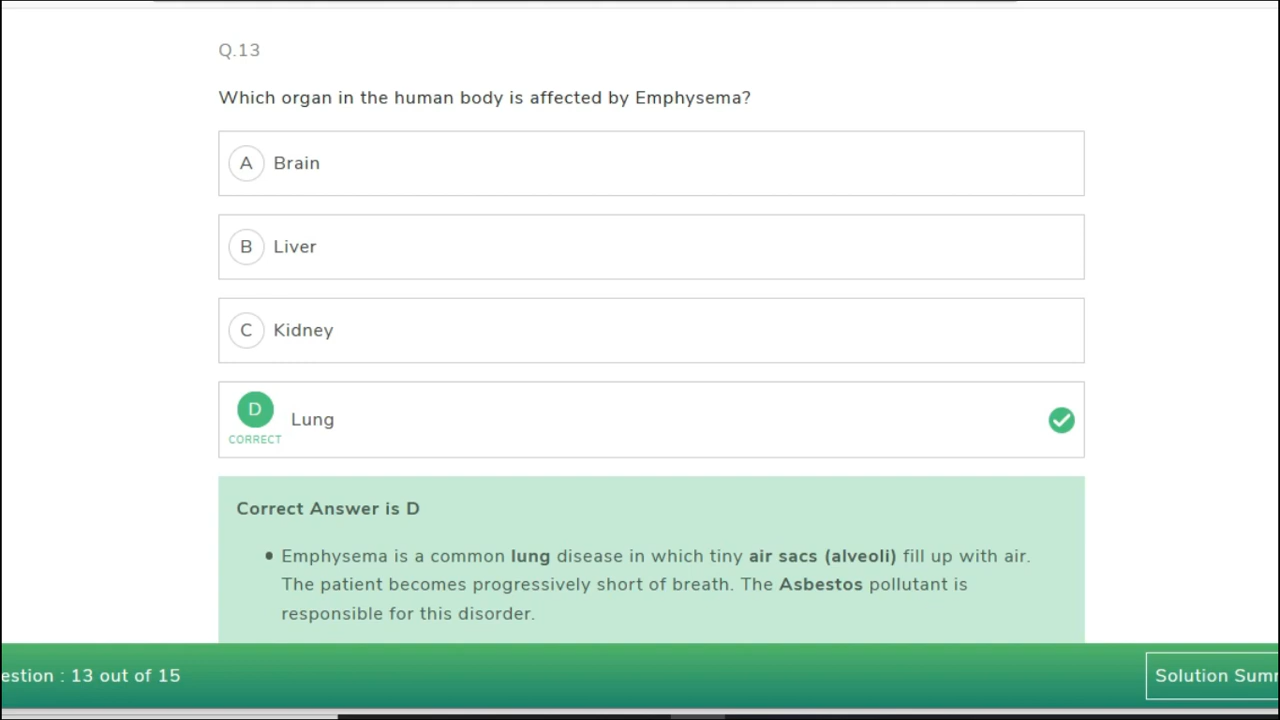 Q.13
Which organ in the human body is affected by Emphysema?
A Brain
B Liver
C Kidney
D Lung
CORRECT
Correct Answer is D
• Emphysema is a common lung disease in which tiny air sacs (alveoli) fill up with air.
The patient becomes progressively short of breath. The Asbestos pollutant is
responsible for this disorder.
estion : 13 out of 15
Solution Sum